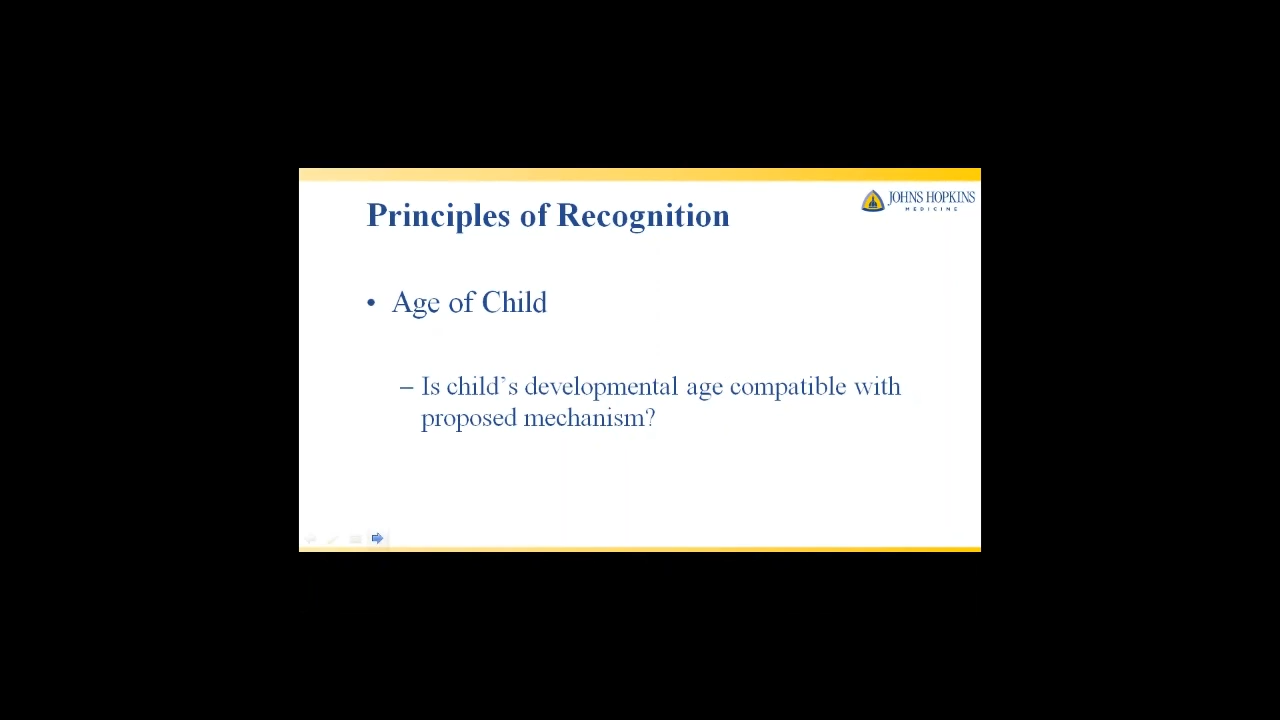 JOHNS HOPKINS
MEDICINE
Principles of Recognition
• Age of Child
– Is child's developmental age compatible with
proposed mechanism?